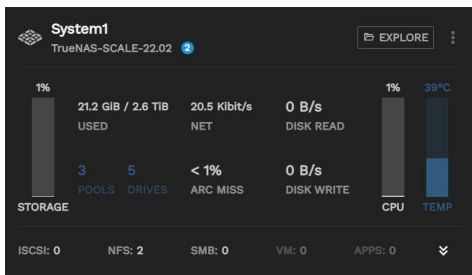 System1
EXPLORE
TrueNAS-SCALE-22.02 2
1%
21.2 GiB / 2.6 TiB
USED
20.5 Kibit/s
NET
0 B/s
DISK READ
1%
39°C
3
POOLS
5
DRIVES
< 1%
ARC MISS
0 B/s
DISK WRITE
STORAGE
CPU
TEMP
ISCSI: 0
NFS: 2
SMB: 0
VM: 0
APPS: 0